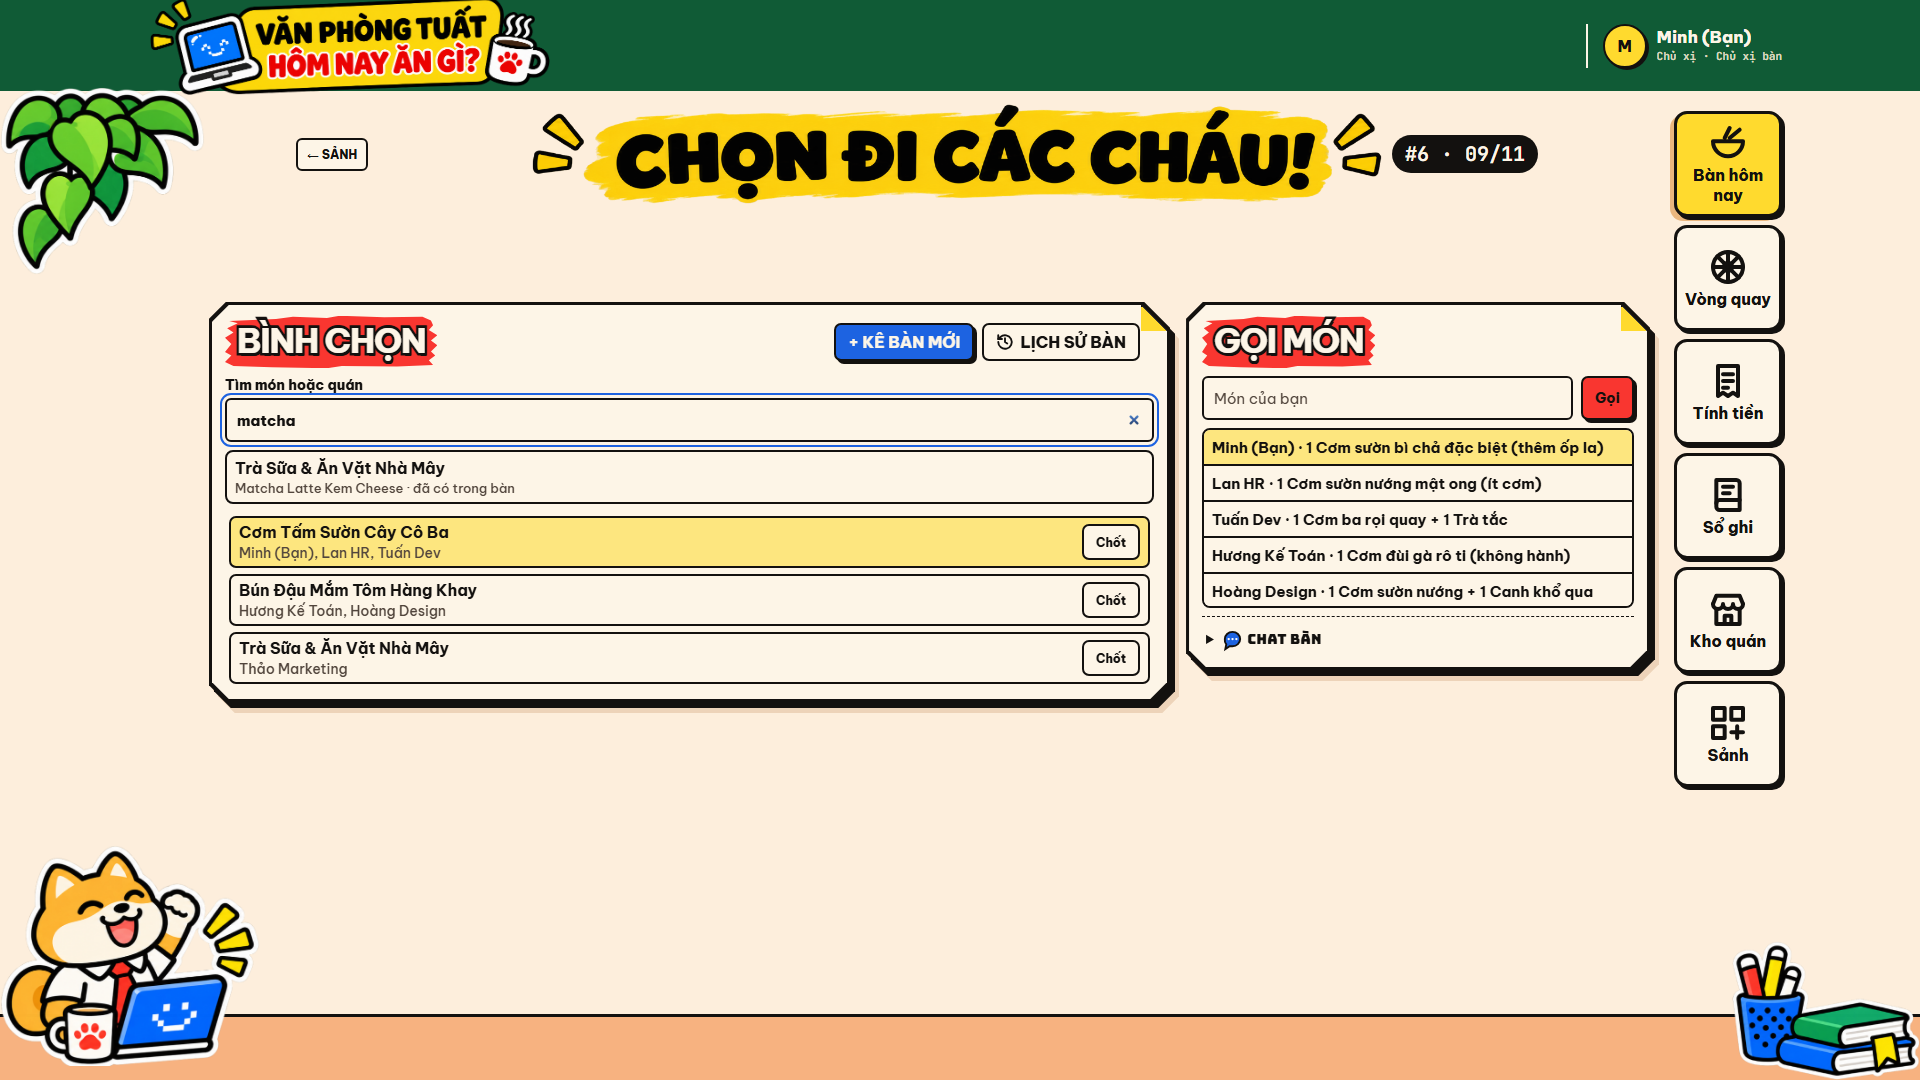 VĂN PHÒNG TUẤT
HÔM NAY ĂN GÌ?
M
Minh (Bạn)
Chủ xị · Chủ xị bàn
← SẢNH
CHỌN ĐI CÁC CHÁU!
#6 · 09/11
BÌNH CHỌN
+ KÊ BÀN MỚI
LỊCH SỬ BÀN
Tìm món hoặc quán
matcha
×
Trà Sữa & Ăn Vặt Nhà Mây
Matcha Latte Kem Cheese · đã có trong bàn
Cơm Tấm Sườn Cây Cô Ba
Minh (Bạn), Lan HR, Tuấn Dev
Chốt
Bún Đậu Mắm Tôm Hàng Khay
Hương Kế Toán, Hoàng Design
Chốt
Trà Sữa & Ăn Vặt Nhà Mây
Thảo Marketing
Chốt
GỌI MÓN
Món của bạn
Gọi
Minh (Bạn) · 1 Cơm sườn bì chả đặc biệt (thêm ốp la)
Lan HR · 1 Cơm sườn nướng mật ong (ít cơm)
Tuấn Dev · 1 Cơm ba rọi quay + 1 Trà tắc
Hương Kế Toán · 1 Cơm đùi gà rô ti (không hành)
Hoàng Design · 1 Cơm sườn nướng + 1 Canh khổ qua
CHAT BÀN
Bàn hôm
nay
Vòng quay
Tính tiền
Sổ ghi
Kho quán
Sảnh